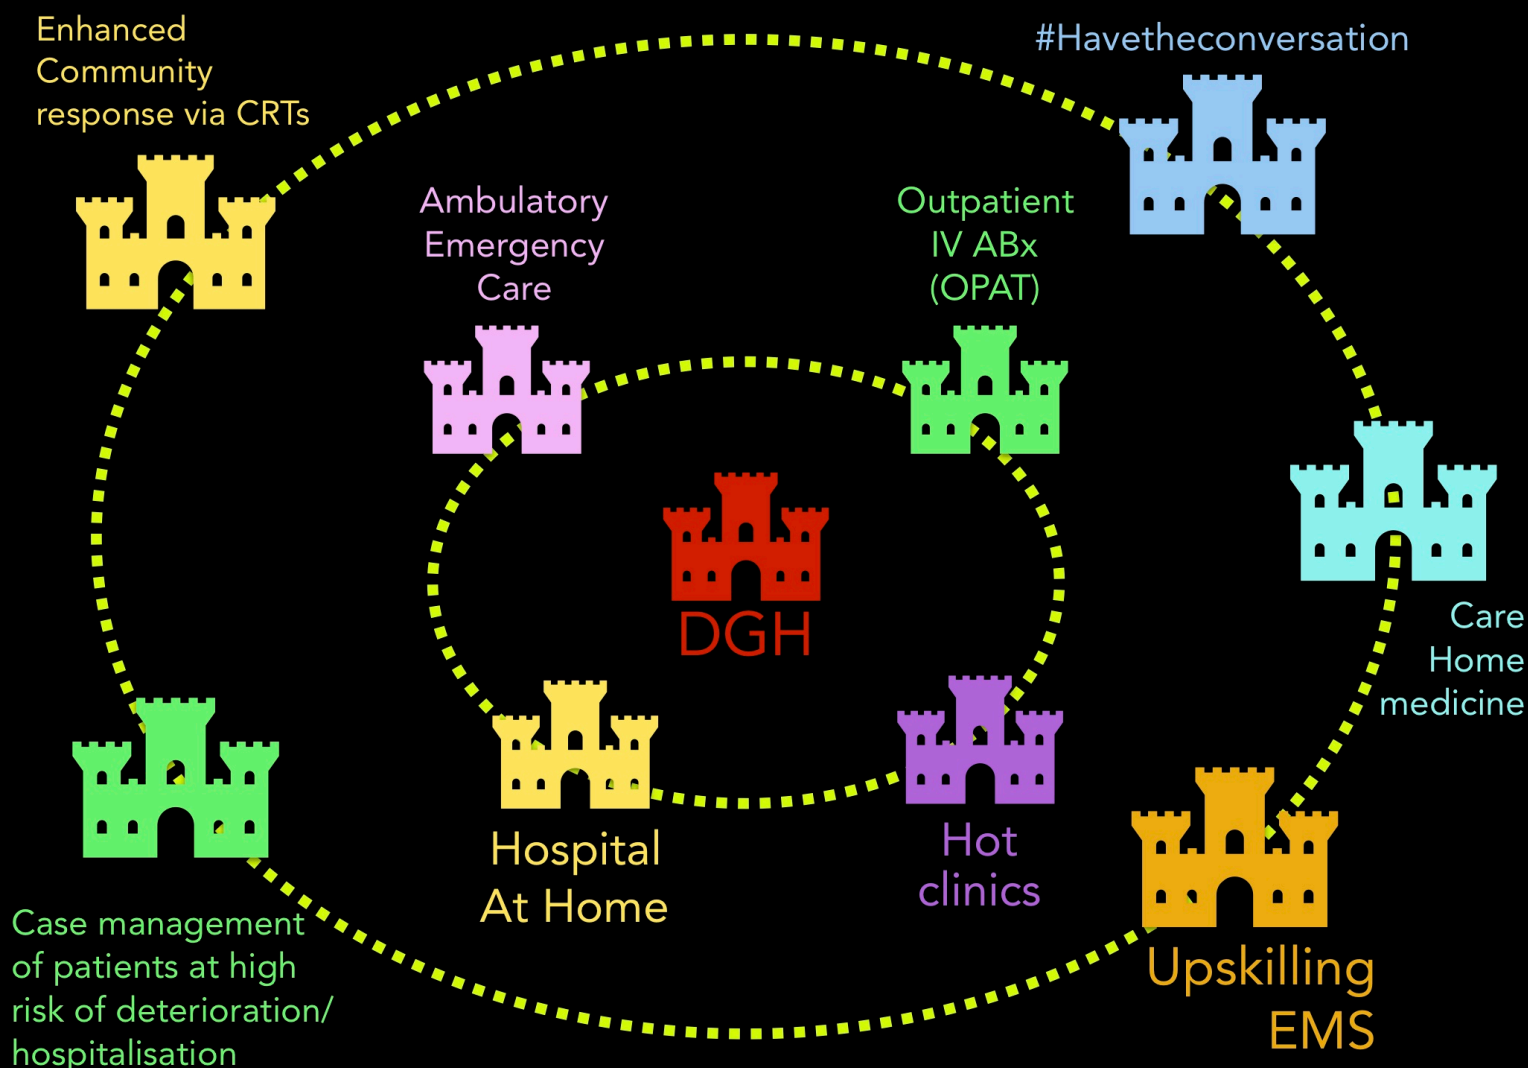 Enhanced
Community
response via CRTs
#Havetheconversation
Ambulatory
Emergency
Care
Outpatient
IV ABx
(OPAT)
DGH
Care
Home
medicine
Hospital
At Home
Hot
clinics
Case management
of patients at high
risk of deterioration/
hospitalisation
Upskilling
EMS